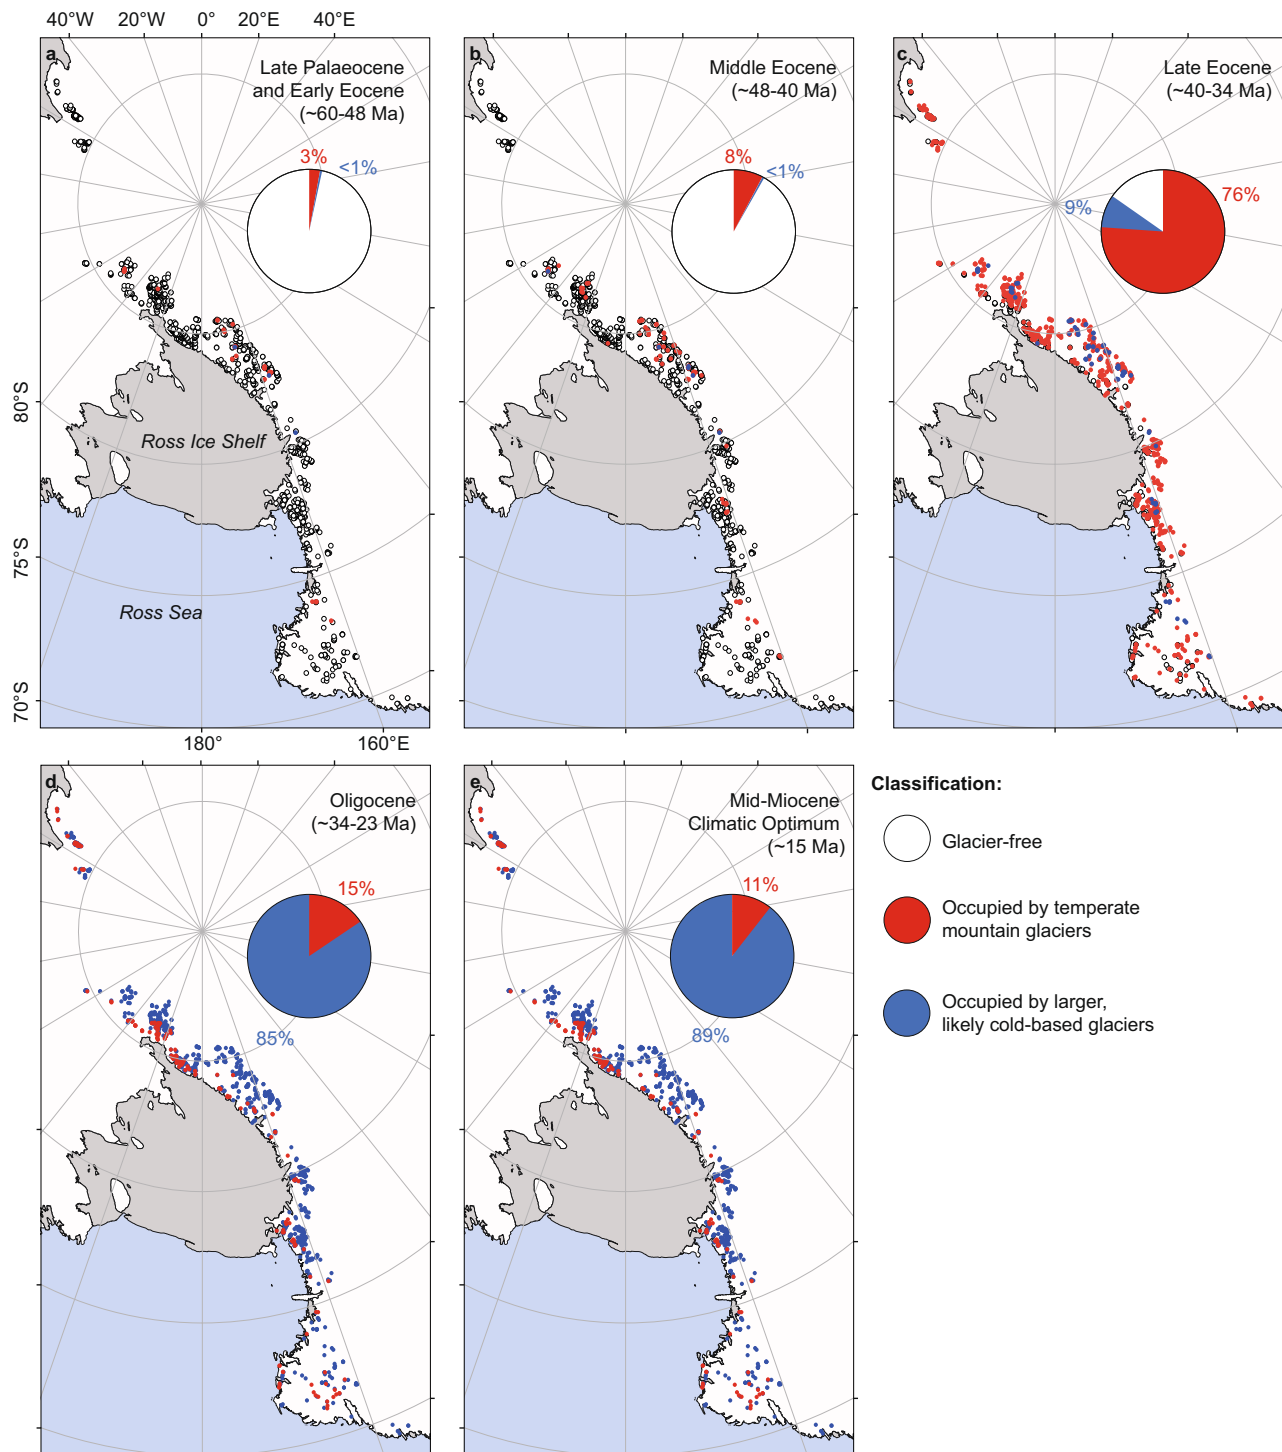 40°W 20°W 0° 20°E 40°E
a
Late Palaeocene
and Early Eocene
(~60-48 Ma)
3%
<1%
80°S
75°S
70°S
Ross Ice Shelf
Ross Sea
180° 160°E
b
Middle Eocene
(~48-40 Ma)
8%
<1%
c
Late Eocene
(~40-34 Ma)
76%
9%
d
Oligocene
(~34-23 Ma)
15%
85%
e
Mid-Miocene
Climatic Optimum
(~15 Ma)
11%
89%
Classification:
Glacier-free
Occupied by temperate
mountain glaciers
Occupied by larger,
likely cold-based glaciers